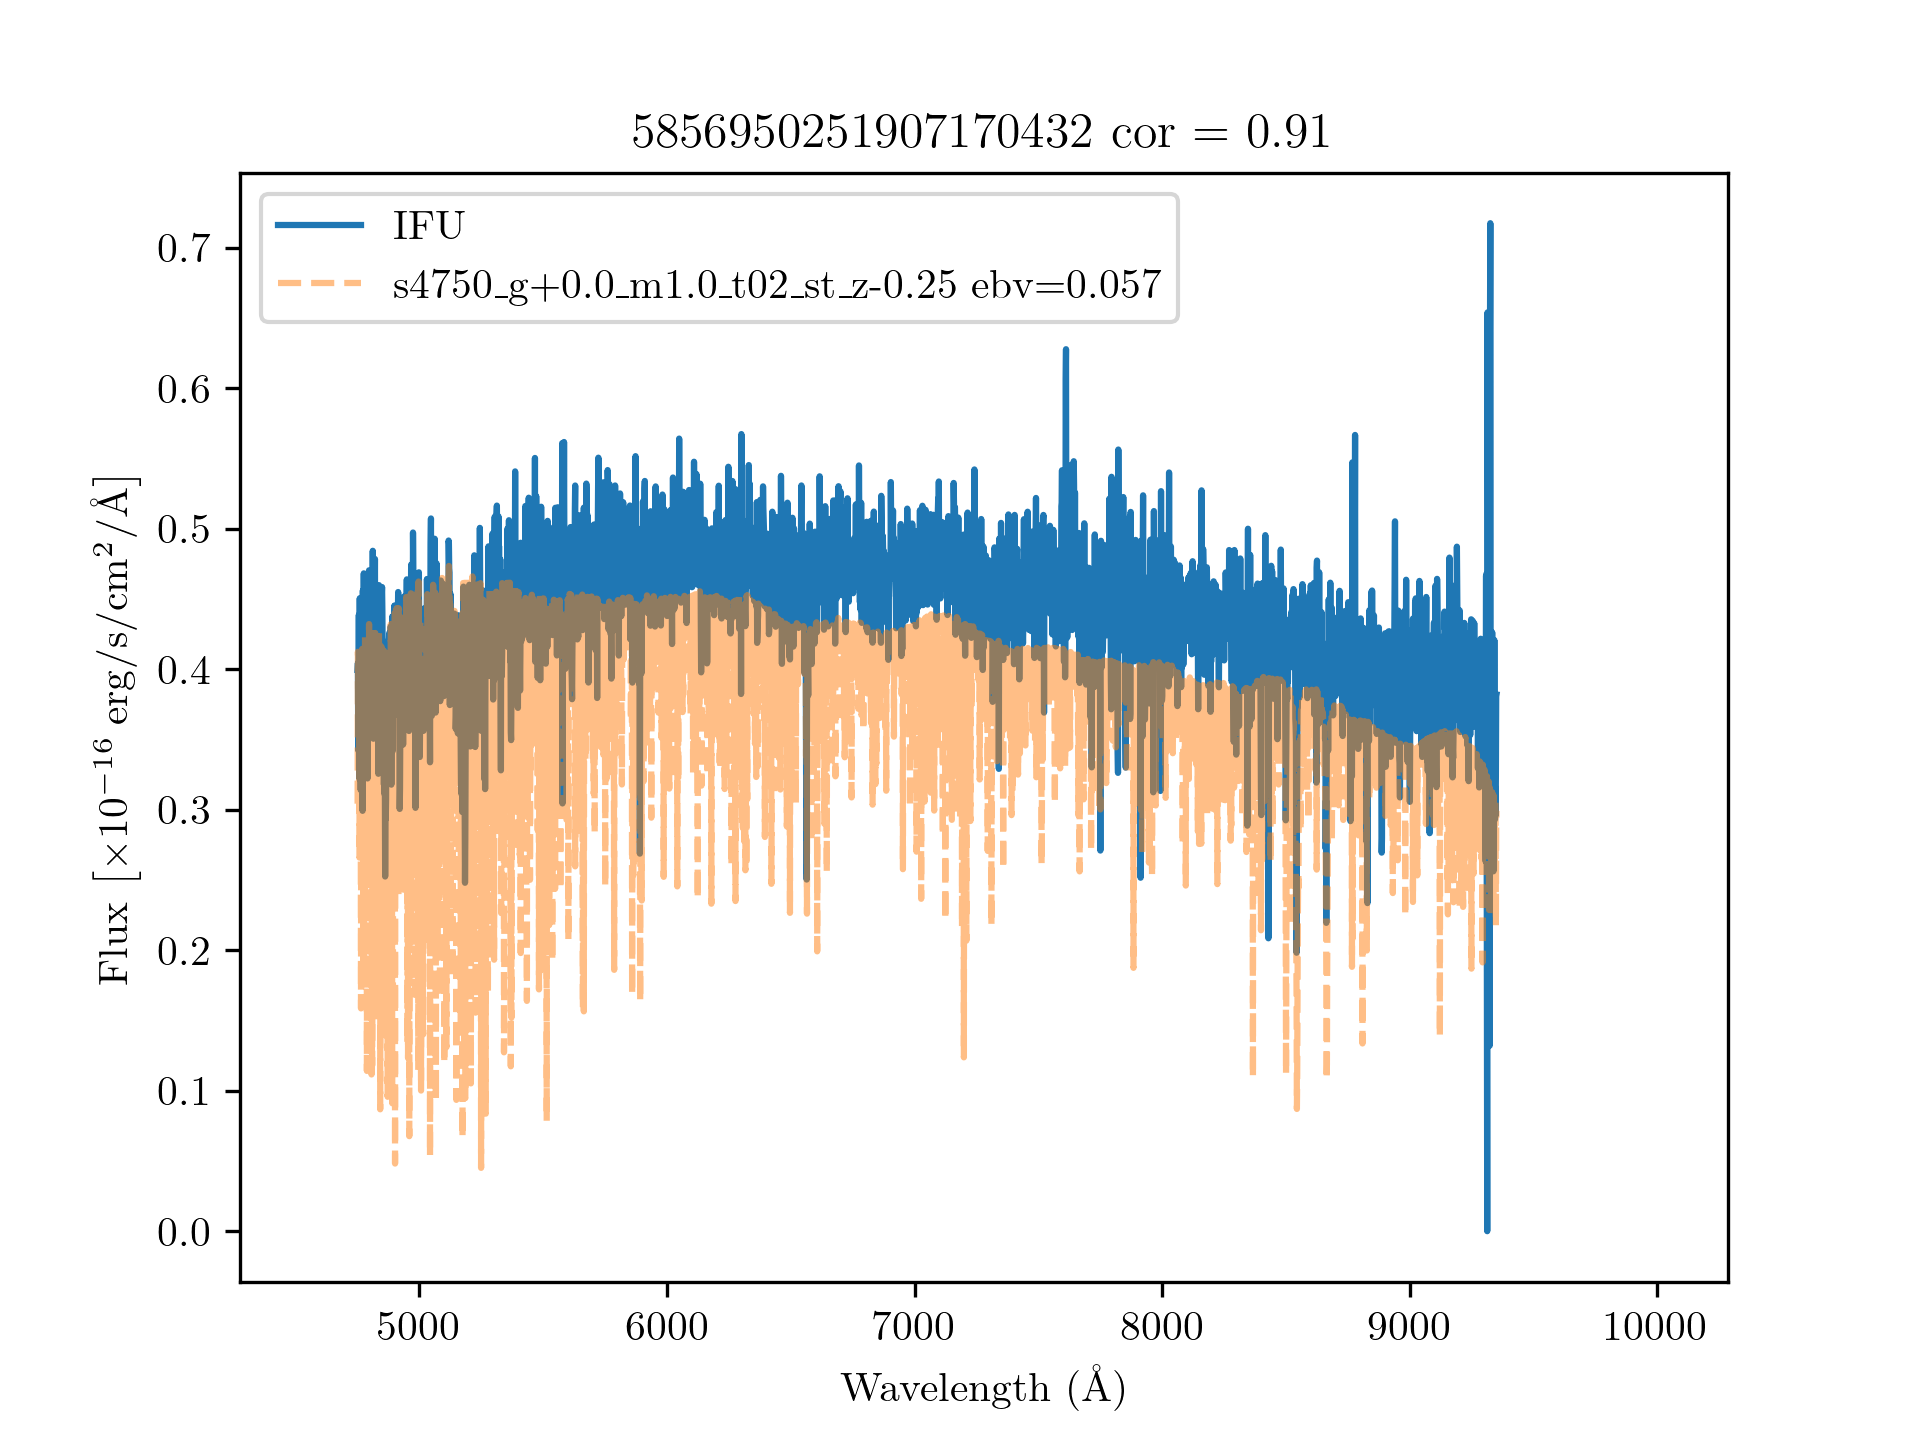 5856950251907170432 cor = 0.91
IFU
s4750_g+0.0_m1.0_t02_st_z-0.25 ebv=0.057
Flux [×10⁻¹⁶ erg/s/cm²/Å]
0.7
0.6
0.5
0.4
0.3
0.2
0.1
0.0
5000 6000 7000 8000 9000 10000
Wavelength (Å)